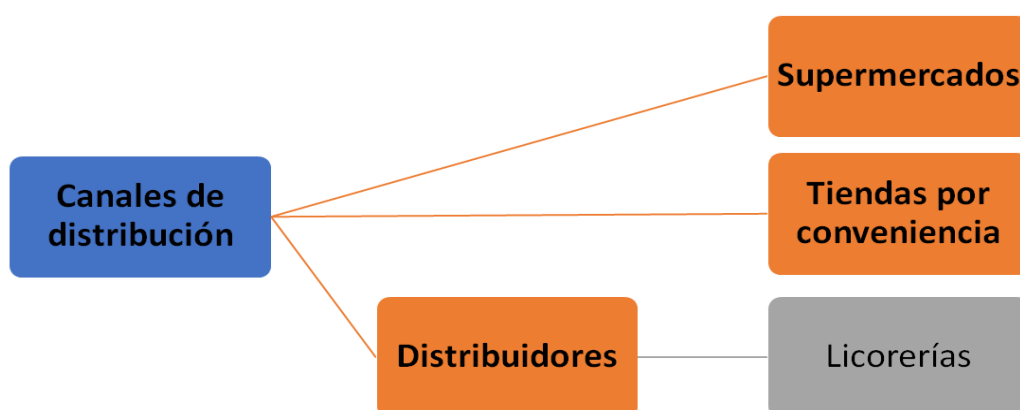 Supermercados
Canales de
distribución
Tiendas por
conveniencia
Distribuidores
Licorerías